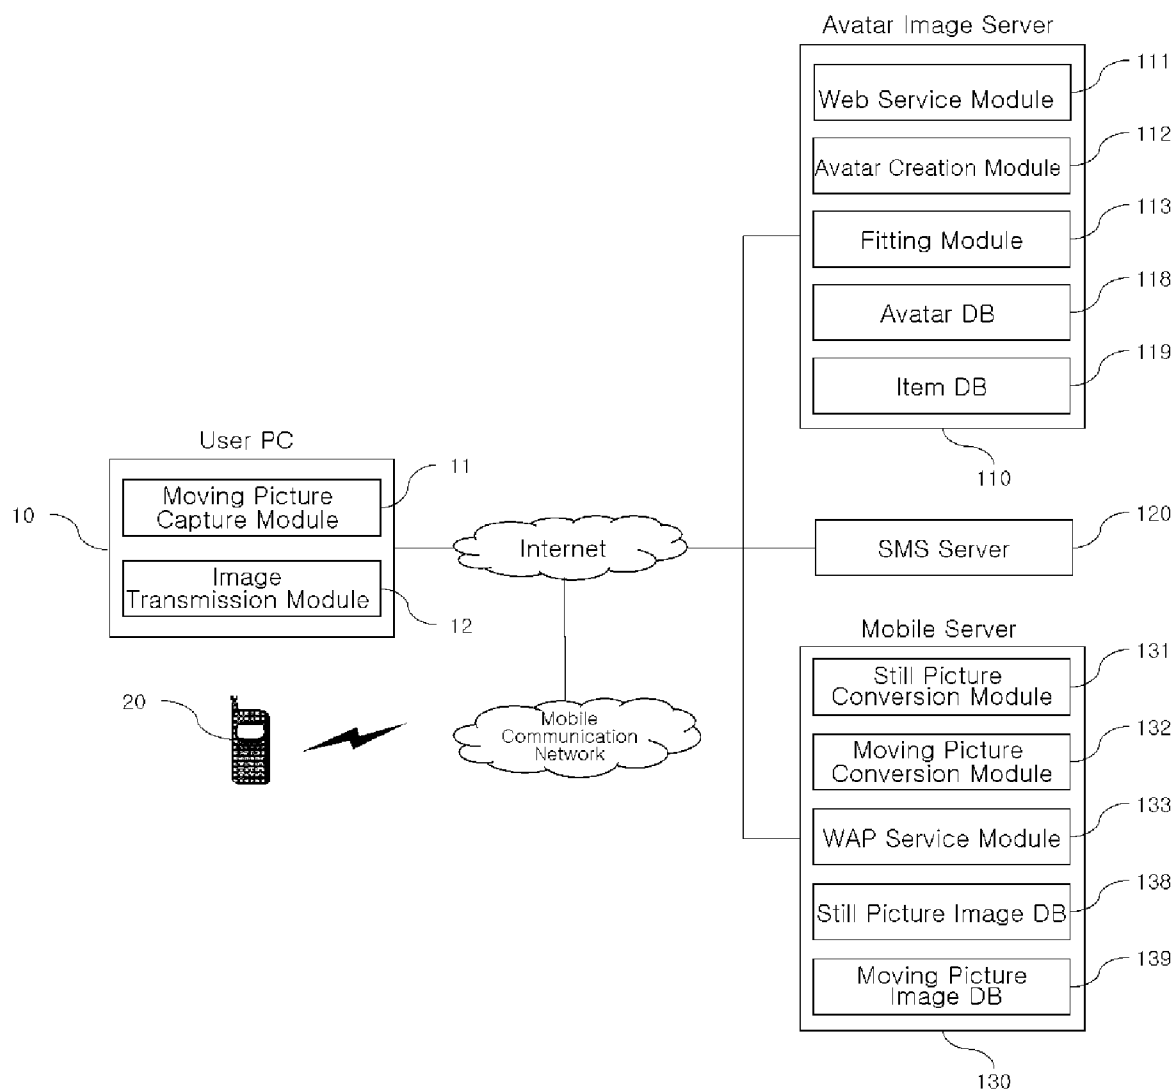 Avatar Image Server
Web Service Module
111
Avatar Creation Module
112
Fitting Module
113
Avatar DB
118
Item DB
119
110
User PC
10
Moving Picture
Capture Module
11
Image
Transmission Module
12
Internet
SMS Server
120
20
Mobile
Communication
Network
Mobile Server
Still Picture
Conversion Module
131
Moving Picture
Conversion Module
132
WAP Service Module
133
Still Picture Image DB
138
Moving Picture
Image DB
139
130